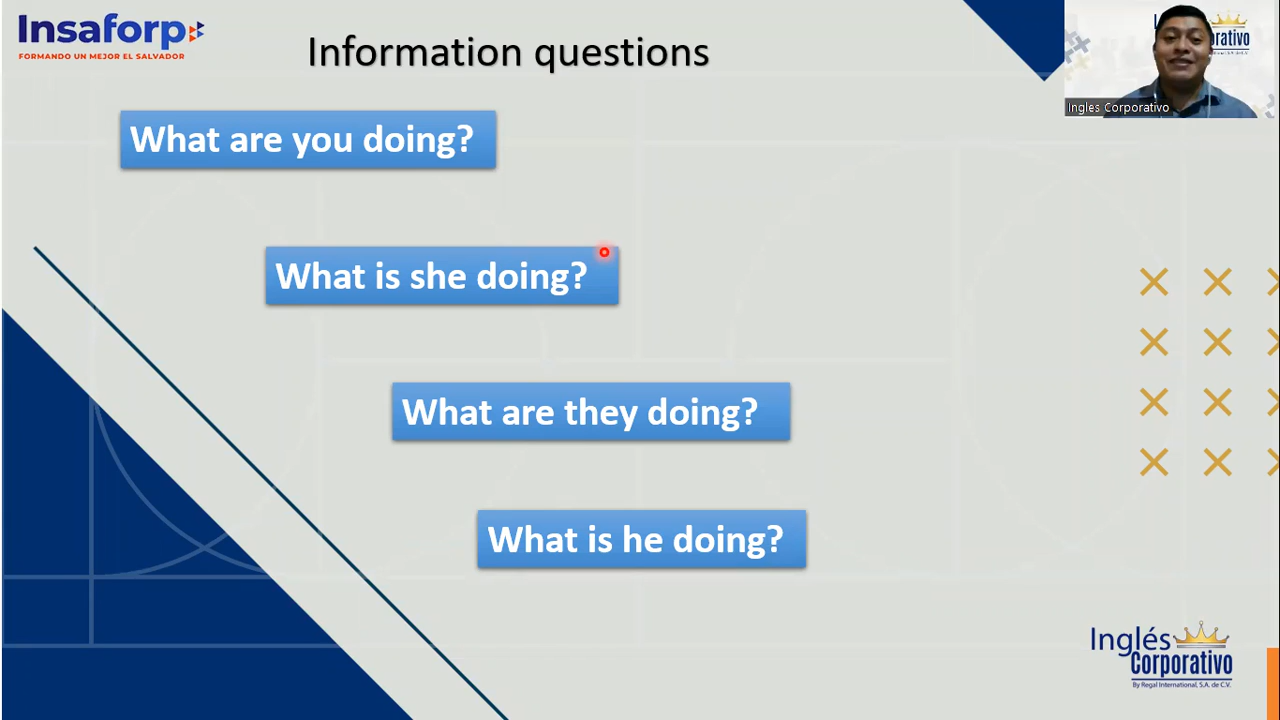 Insaforp
FORMANDO UN MEJOR EL SALVADOR
Information questions
orativo
Ingles Corporativo
What are you doing?
What is she doing?
What are they doing?
What is he doing?
Inglés
Corporativo
By Regal International, S.A. de C.V.